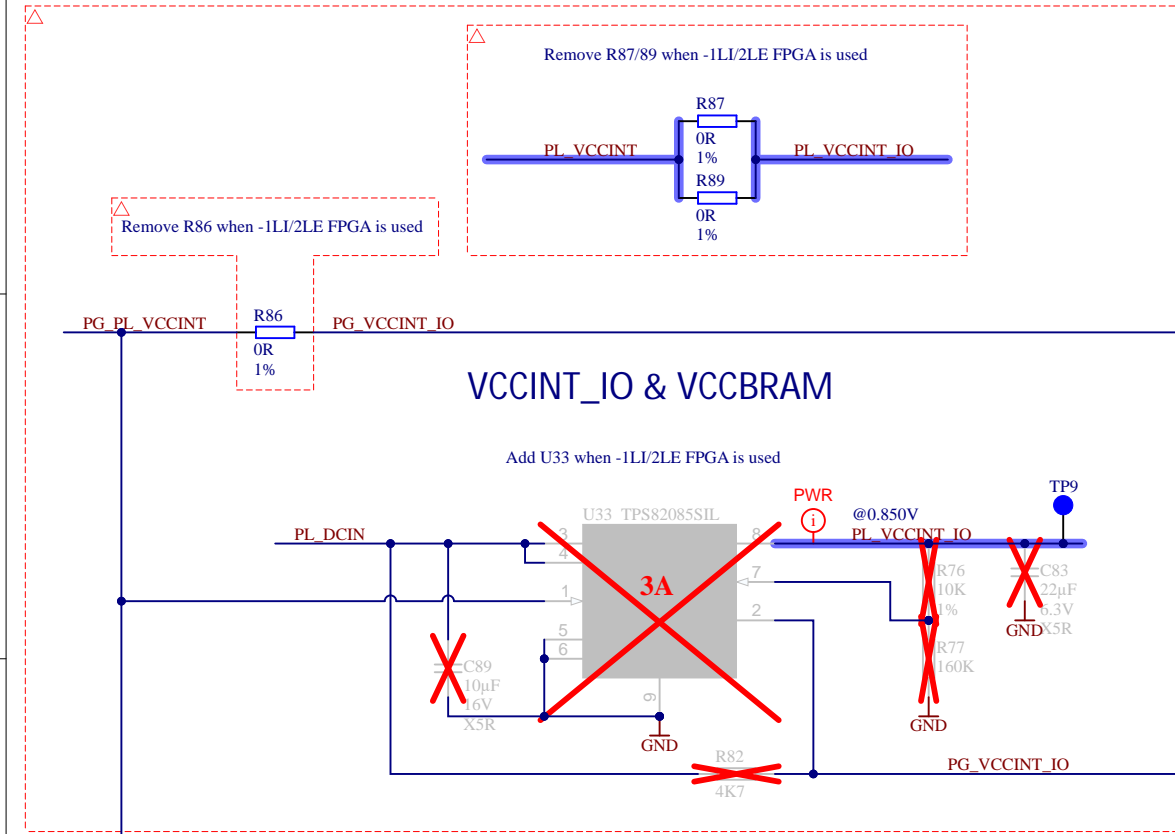 Remove R87/89 when -1LI/2LE FPGA is used
R87
0R
1%
PL_VCCINT
PL_VCCINT_IO
R89
0R
1%
Remove R86 when -1LI/2LE FPGA is used
PG_PL_VCCINT
R86
PG_VCCINT_IO
0R
1%
VCCINT_IO & VCCBRAM
Add U33 when -1LI/2LE FPGA is used
TP9
PWR
i
@0.850V
U33 TPS82085SIL
PL_DCIN
3
8
PL_VCCINT_IO
4
3A
7
R76
10K
1%
C83
22µF
6.3V
X5R
GND
1
2
5
6
R77
160K
C89
10µF
16V
X5R
9
GND
GND
R82
4K7
PG_VCCINT_IO